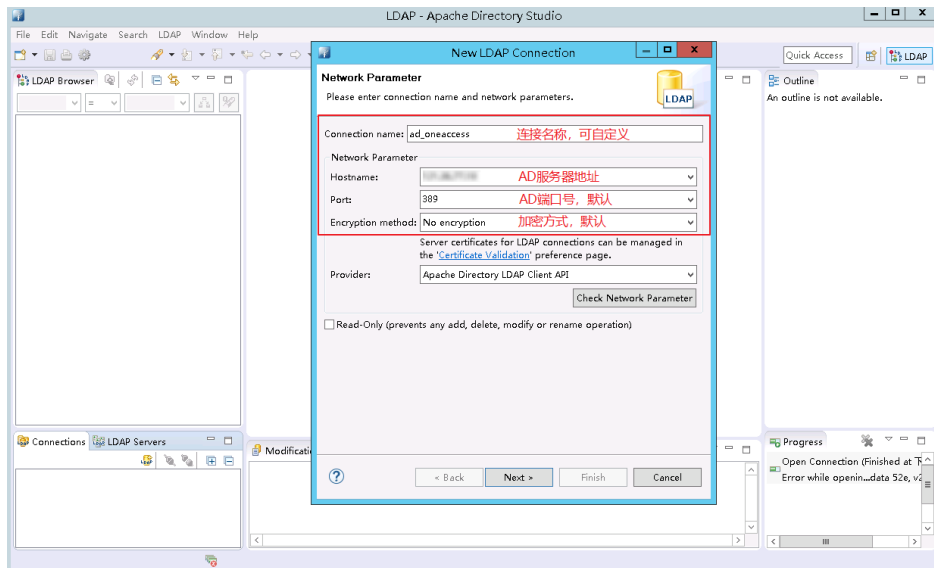 LDAP - Apache Directory Studio
File Edit Navigate Search LDAP Window Help
Quick Access
LDAP
LDAP Browser
=
Outline
An outline is not available.
New LDAP Connection
Network Parameter
Please enter connection name and network parameters.
LDAP
Connection name: ad_oneaccess 连接名称，可自定义
Network Parameter
Hostname: AD服务器地址
Port: 389 AD端口号，默认
Encryption method: No encryption 加密方式，默认
Server certificates for LDAP connections can be managed in
the 'Certificate Validation' preference page.
Provider: Apache Directory LDAP Client API
Check Network Parameter
Read-Only (prevents any add, delete, modify or rename operation)
? < Back Next > Finish Cancel
Connections LDAP Servers
Modificati
Progress
Open Connection (Finished at
Error while openin...data 52e, v2